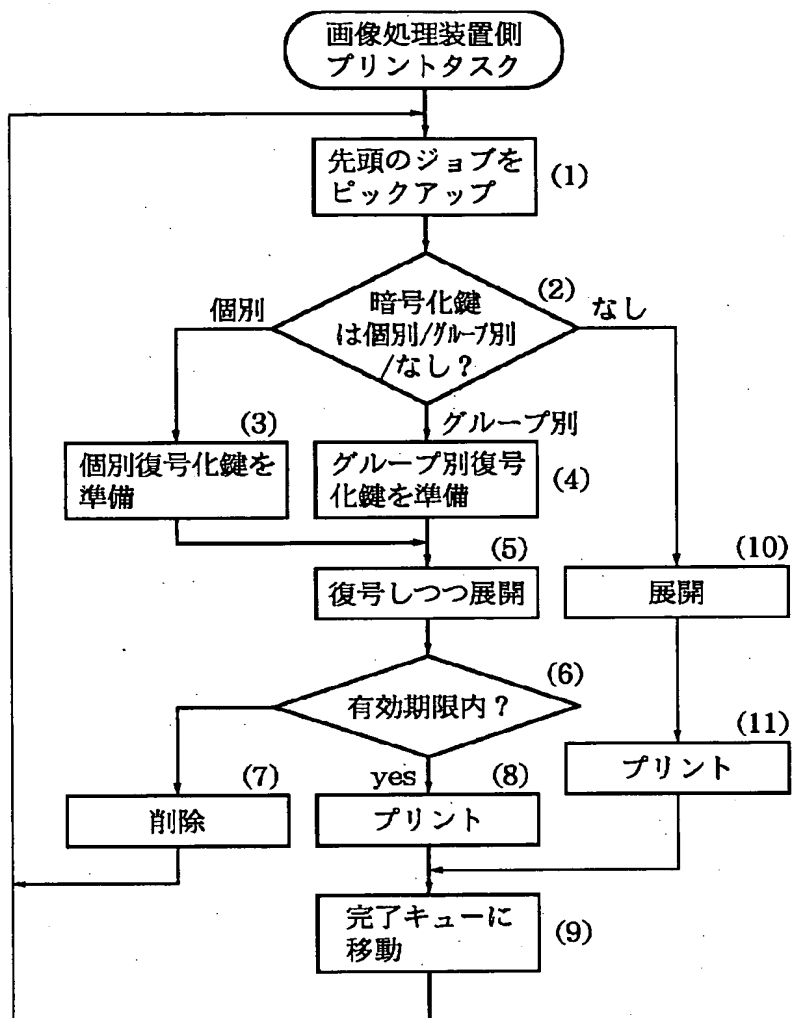 画像処理装置側
プリントタスク
先頭のジョブを
ピックアップ
(1)
(2)
個別
なし
暗号化鍵
は個別/グループ別
/なし？
(3)
グループ別
個別復号化鍵を
準備
グループ別復号
化鍵を準備
(4)
(5)
(10)
復号しつつ展開
展開
(6)
有効期限内？
(11)
プリント
(7)
yes
(8)
削除
プリント
完了キューに
移動
(9)